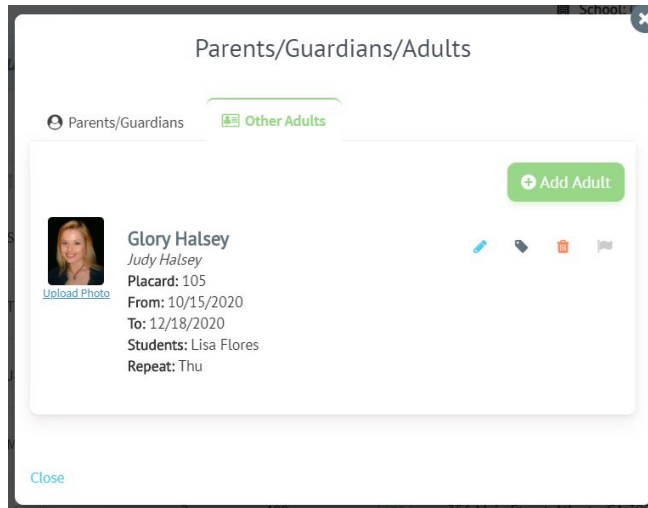 School:
Parents/Guardians/Adults
Parents/Guardians
Other Adults
Add Adult
Glory Halsey
Judy Halsey
Placard: 105
From: 10/15/2020
To: 12/18/2020
Students: Lisa Flores
Repeat: Thu
Upload Photo
Close